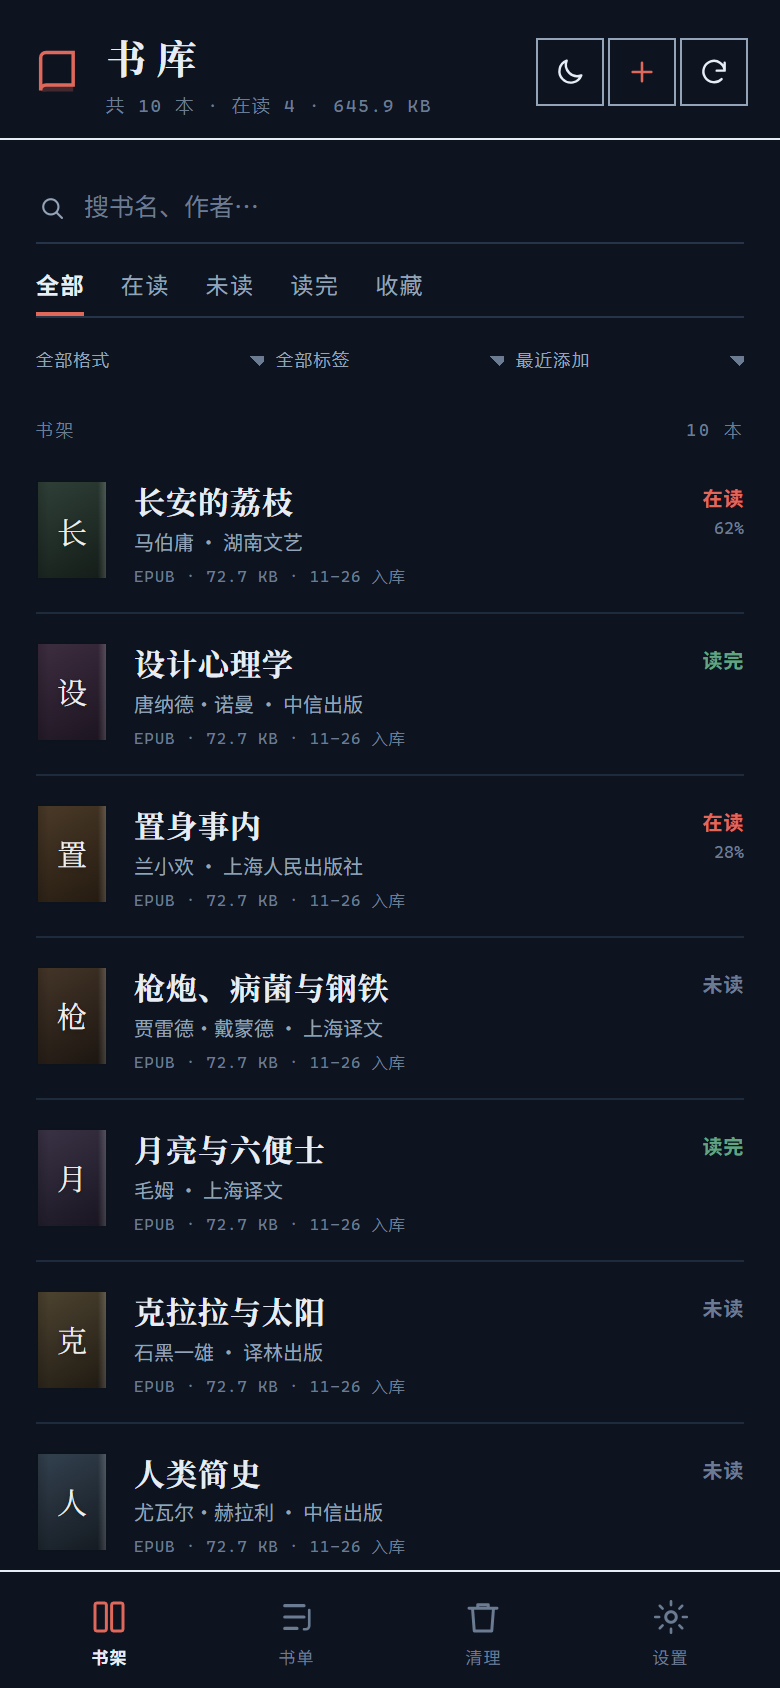 书库
共 10 本 · 在读 4 · 645.9 KB
搜书名、作者…
全部 在读 未读 读完 收藏
全部格式 全部标签 最近添加
书架 10 本
长
长安的荔枝 在读
马伯庸 · 湖南文艺 62%
EPUB · 72.7 KB · 11-26 入库
设
设计心理学 读完
唐纳德·诺曼 · 中信出版
EPUB · 72.7 KB · 11-26 入库
置
置身事内 在读
兰小欢 · 上海人民出版社 28%
EPUB · 72.7 KB · 11-26 入库
枪
枪炮、病菌与钢铁 未读
贾雷德·戴蒙德 · 上海译文
EPUB · 72.7 KB · 11-26 入库
月
月亮与六便士 读完
毛姆 · 上海译文
EPUB · 72.7 KB · 11-26 入库
克
克拉拉与太阳 未读
石黑一雄 · 译林出版
EPUB · 72.7 KB · 11-26 入库
人
人类简史 未读
尤瓦尔·赫拉利 · 中信出版
EPUB · 72.7 KB · 11-26 入库
书架 书单 清理 设置